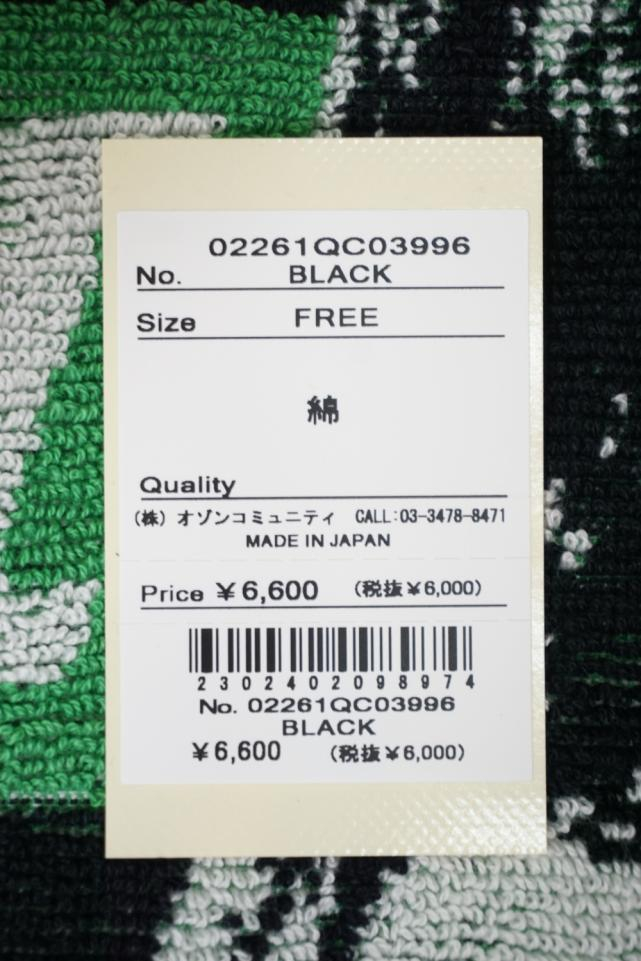 02261QC03996
No. BLACK
Size FREE
綿
Quality
(株) オゾンコミュニティ CALL:03-3478-8471
MADE IN JAPAN
Price ¥6,600 (税抜¥6,000)
2302402098974
No. 02261QC03996
BLACK
¥6,600 (税抜¥6,000)